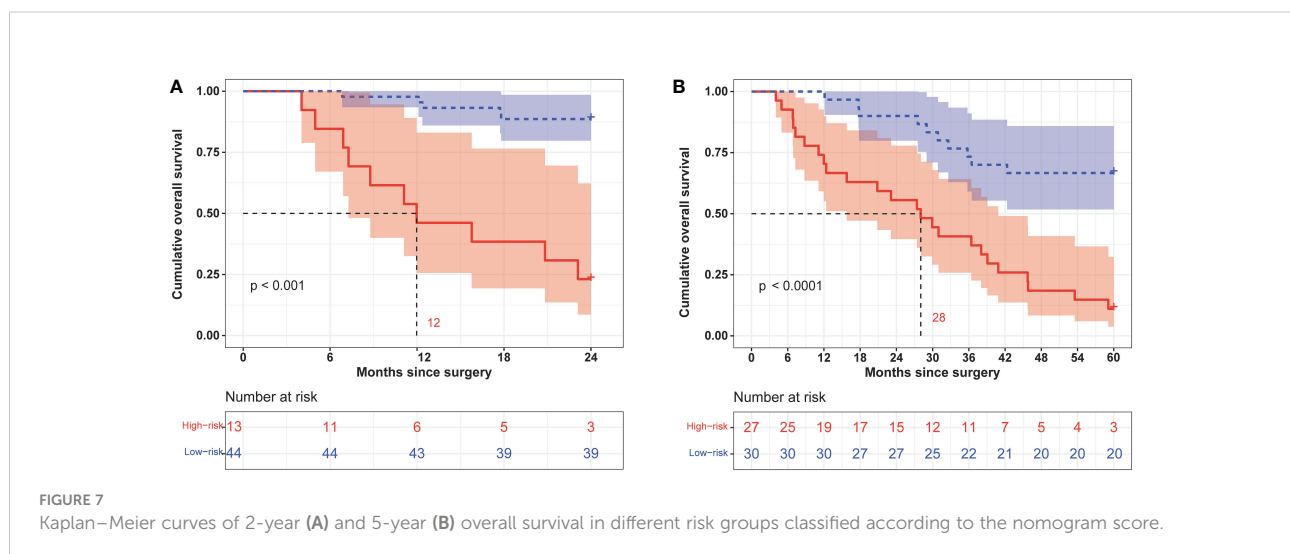 A
Cumulative overall survival
1.00
0.75
0.50
0.25
0.00
p < 0.001
12
0 6 12 18 24
Months since surgery
Number at risk
High-risk 13 11 6 5 3
Low-risk 44 44 43 39 39
B
Cumulative overall survival
1.00
0.75
0.50
0.25
0.00
p < 0.0001
28
0 6 12 18 24 30 36 42 48 54 60
Months since surgery
Number at risk
High-risk 27 25 19 17 15 12 11 7 5 4 3
Low-risk 30 30 30 27 27 25 22 21 20 20 20
FIGURE 7
Kaplan–Meier curves of 2-year (A) and 5-year (B) overall survival in different risk groups classified according to the nomogram score.